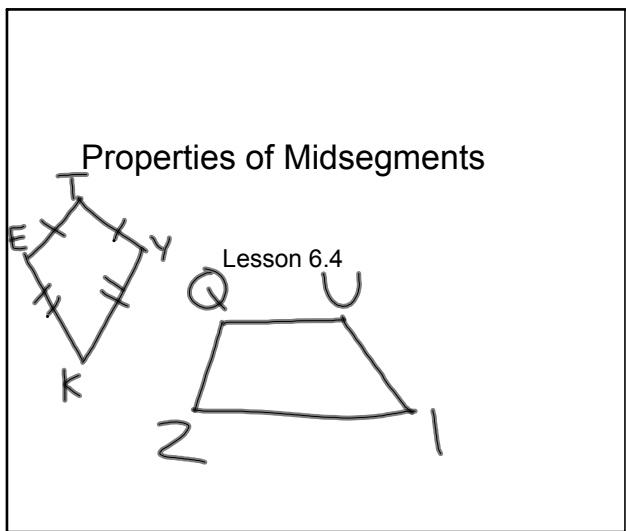 Properties of Midsegments
T
E
Y
Lesson 6.4
Q U
K
Z I